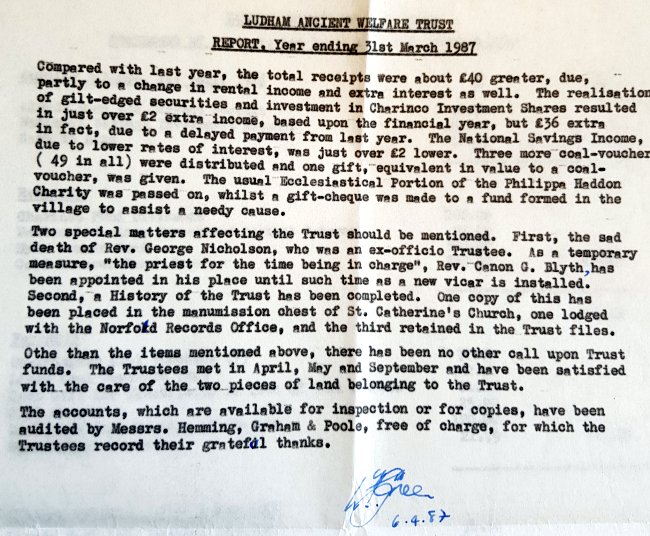 LUDHAM ANCIENT WELFARE TRUST
REPORT, Year ending 31st March 1987
Compared with last year, the total receipts were about £40 greater, due,
partly to a change in rental income and extra interest as well. The realisation
of gilt-edged securities and investment in Charinco Investment Shares resulted
in just over £2 extra income, based upon the financial year, but £36 extra
in fact, due to a delayed payment from last year. The National Savings Income,
due to lower rates of interest, was just over £2 lower. Three more coal-voucher
( 49 in all) were distributed and one gift, equivalent in value to a coal-
voucher, was given. The usual Ecclesiastical Portion of the Philippa Haddon
Charity was passed on, whilst a gift-cheque was made to a fund formed in the
village to assist a needy cause.
Two special matters affecting the Trust should be mentioned. First, the sad
death of Rev. George Nicholson, who was an ex-officio Trustee. As a temporary
measure, "the priest for the time being in charge", Rev. Canon G. Blyth, has
been appointed in his place until such time as a new vicar is installed.
Second, a History of the Trust has been completed. One copy of this has
been placed in the manumission chest of St. Catherine's Church, one lodged
with the Norfold Records Office, and the third retained in the Trust files.
Othe than the items mentioned above, there has been no other call upon Trust
funds. The Trustees met in April, May and September and have been satisfied
with the care of the two pieces of land belonging to the Trust.
The accounts, which are available for inspection or for copies, have been
audited by Messrs. Hemming, Graham & Poole, free of charge, for which the
Trustees record their grateful thanks.
6.4.87